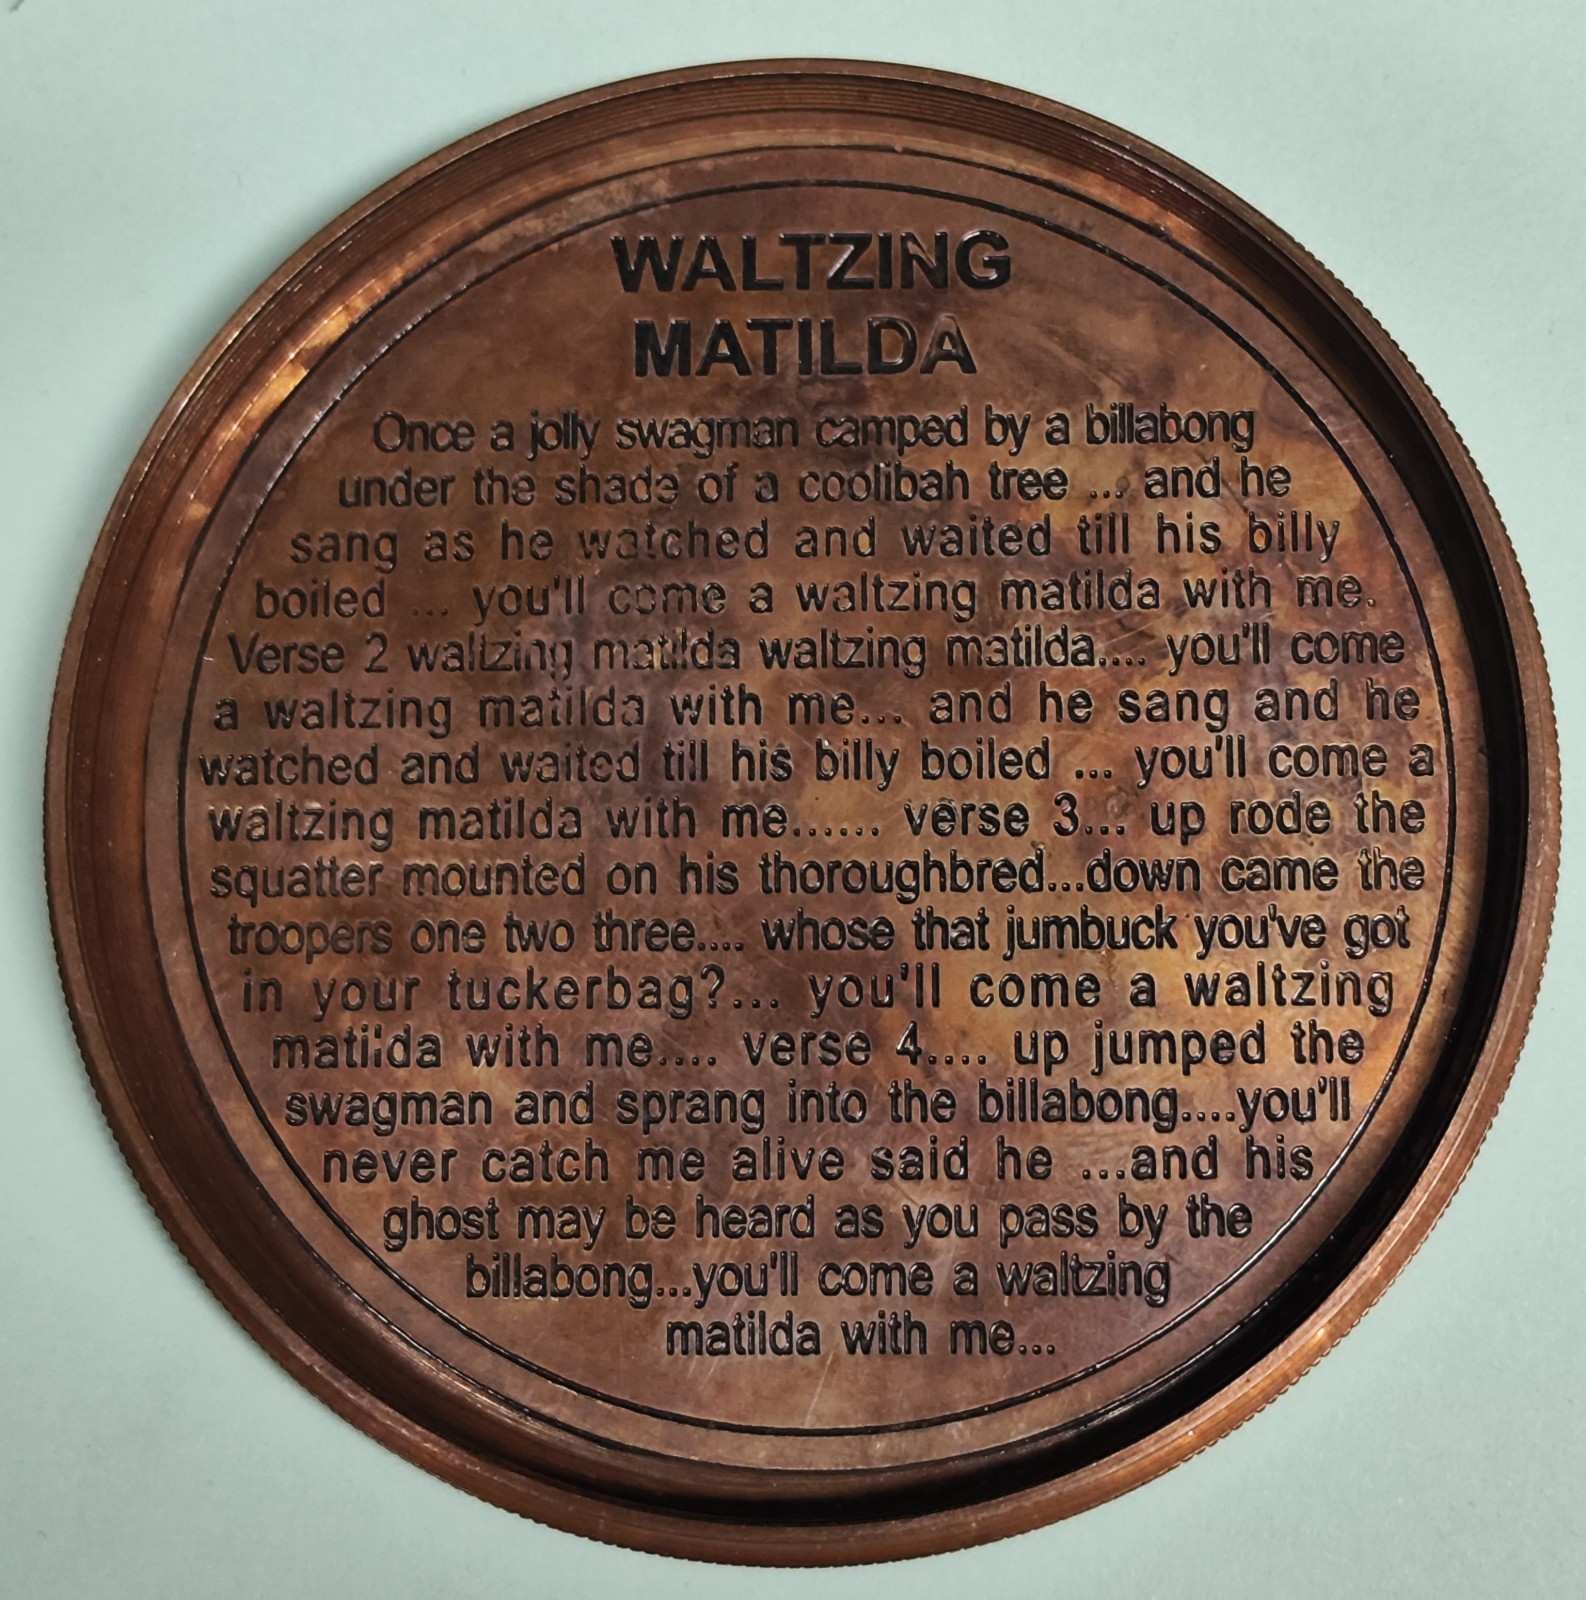 WALTZING
MATILDA
Once a jolly swagman camped by a billabong
under the shade of a coolibah tree ... and he
sang as he watched and waited till his billy
boiled ... you'll come a waltzing matilda with me.
Verse 2 waltzing matilda waltzing matilda.... you'll come
a waltzing matilda with me... and he sang and he
watched and waited till his billy boiled ... you'll come a
waltzing matilda with me...... verse 3... up rode the
squatter mounted on his thoroughbred...down came the
troopers one two three.... whose that jumbuck you've got
in your tuckerbag?... you'll come a waltzing
matilda with me.... verse 4.... up jumped the
swagman and sprang into the billabong....you'll
never catch me alive said he ...and his
ghost may be heard as you pass by the
billabong...you'll come a waltzing
matilda with me...